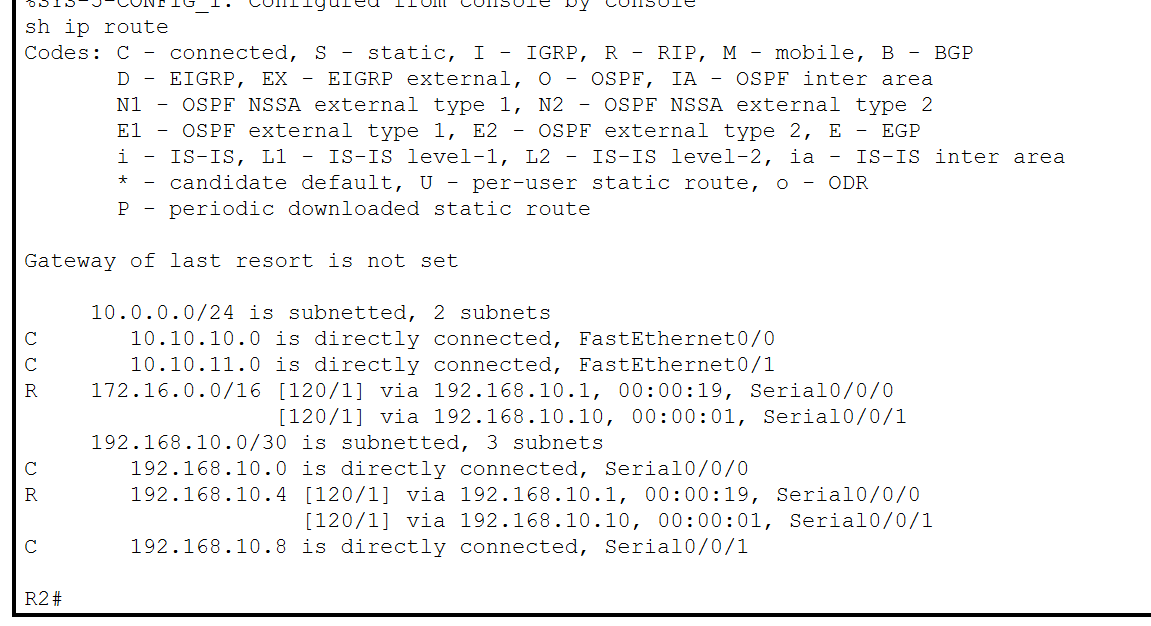 %SYS-5-CONFIG_I: Configured from console by console
sh ip route
Codes: C - connected, S - static, I - IGRP, R - RIP, M - mobile, B - BGP
       D - EIGRP, EX - EIGRP external, O - OSPF, IA - OSPF inter area
       N1 - OSPF NSSA external type 1, N2 - OSPF NSSA external type 2
       E1 - OSPF external type 1, E2 - OSPF external type 2, E - EGP
       i - IS-IS, L1 - IS-IS level-1, L2 - IS-IS level-2, ia - IS-IS inter area
       * - candidate default, U - per-user static route, o - ODR
       P - periodic downloaded static route

Gateway of last resort is not set

     10.0.0.0/24 is subnetted, 2 subnets
C       10.10.10.0 is directly connected, FastEthernet0/0
C       10.10.11.0 is directly connected, FastEthernet0/1
R    172.16.0.0/16 [120/1] via 192.168.10.1, 00:00:19, Serial0/0/0
                   [120/1] via 192.168.10.10, 00:00:01, Serial0/0/1
     192.168.10.0/30 is subnetted, 3 subnets
C       192.168.10.0 is directly connected, Serial0/0/0
R       192.168.10.4 [120/1] via 192.168.10.1, 00:00:19, Serial0/0/0
                     [120/1] via 192.168.10.10, 00:00:01, Serial0/0/1
C       192.168.10.8 is directly connected, Serial0/0/1

R2#